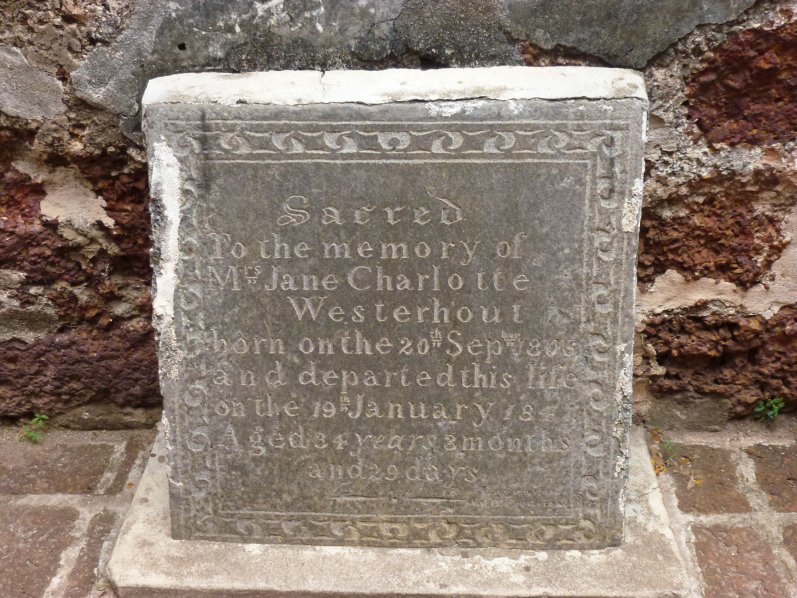 Sacred
To the memory of
Mrs Jane Charlotte
Westerhout
born on the 20th Sepber
and departed this life
on the 19th January
Aged 34 years 3 months
and 29 days